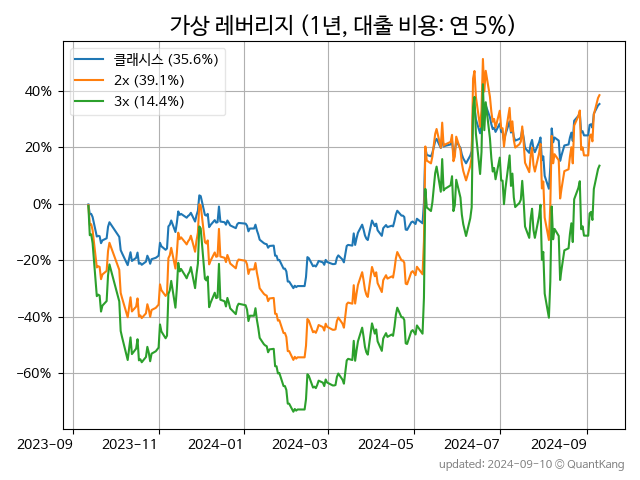 가상 레버리지 (1년, 대출 비용: 연 5%)
클래시스 (35.6%)
2x (39.1%)
3x (14.4%)
40%
20%
0%
−20%
−40%
−60%
2023-09 2023-11 2024-01 2024-03 2024-05 2024-07 2024-09
updated: 2024-09-10 © QuantKang